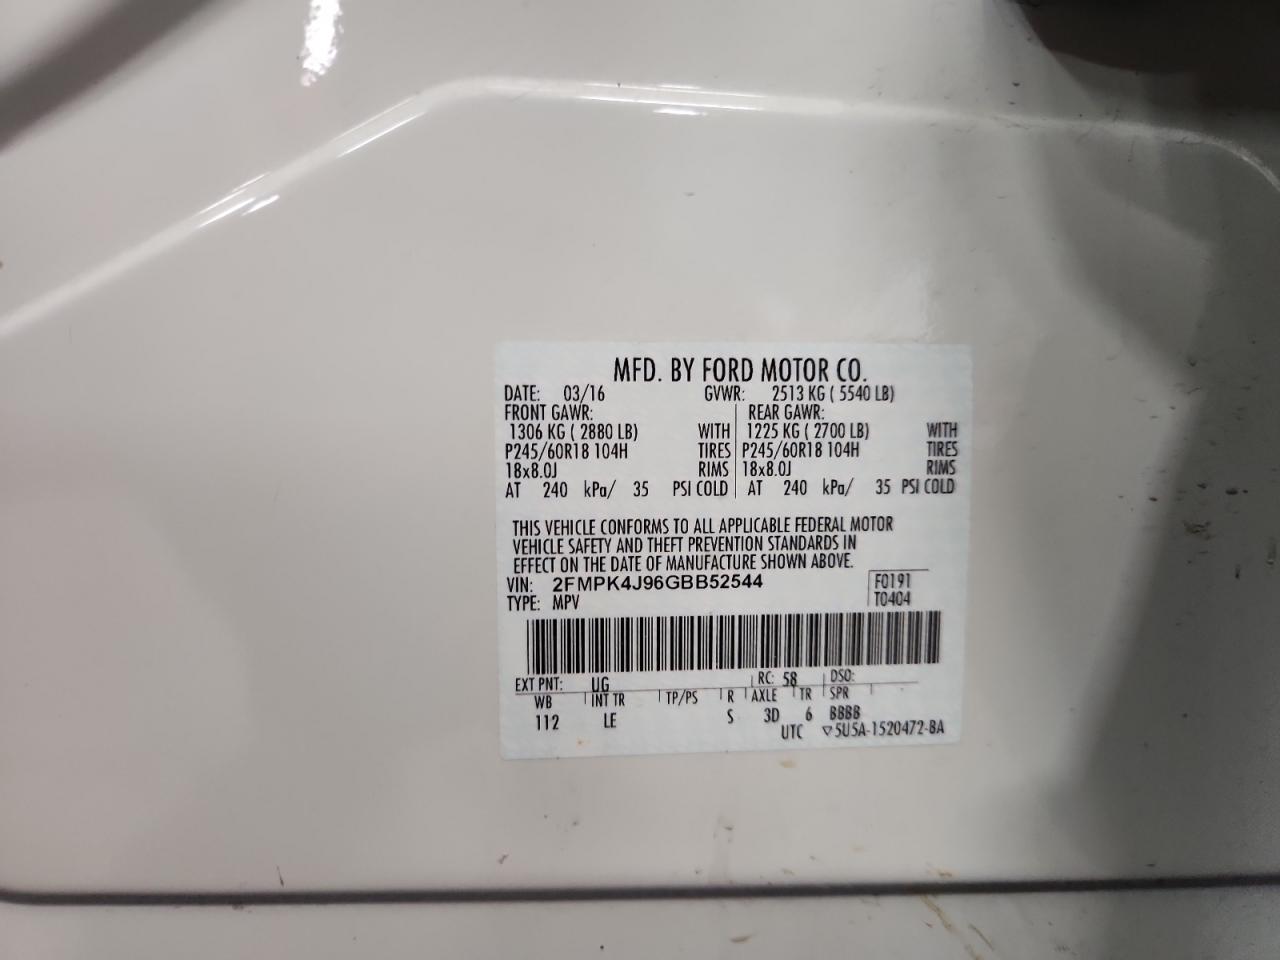 MFD. BY FORD MOTOR CO.
DATE: 03/16 GVWR: 2513 KG ( 5540 LB)
FRONT GAWR: REAR GAWR:
1306 KG ( 2880 LB) WITH 1225 KG ( 2700 LB) WITH
P245/60R18 104H TIRES P245/60R18 104H TIRES
18x8.0J RIMS 18x8.0J RIMS
AT 240 kPa/ 35 PSI COLD AT 240 kPa/ 35 PSI COLD
THIS VEHICLE CONFORMS TO ALL APPLICABLE FEDERAL MOTOR
VEHICLE SAFETY AND THEFT PREVENTION STANDARDS IN
EFFECT ON THE DATE OF MANUFACTURE SHOWN ABOVE.
VIN: 2FMPK4J96GBB52544 F0191
TYPE: MPV T0404
EXT PNT: UG RC: 58 DSO:
WB INT TR TP/PS R AXLE TR SPR
112 LE S 3D 6 BBBB
UTC ▽5U5A-1520472-BA